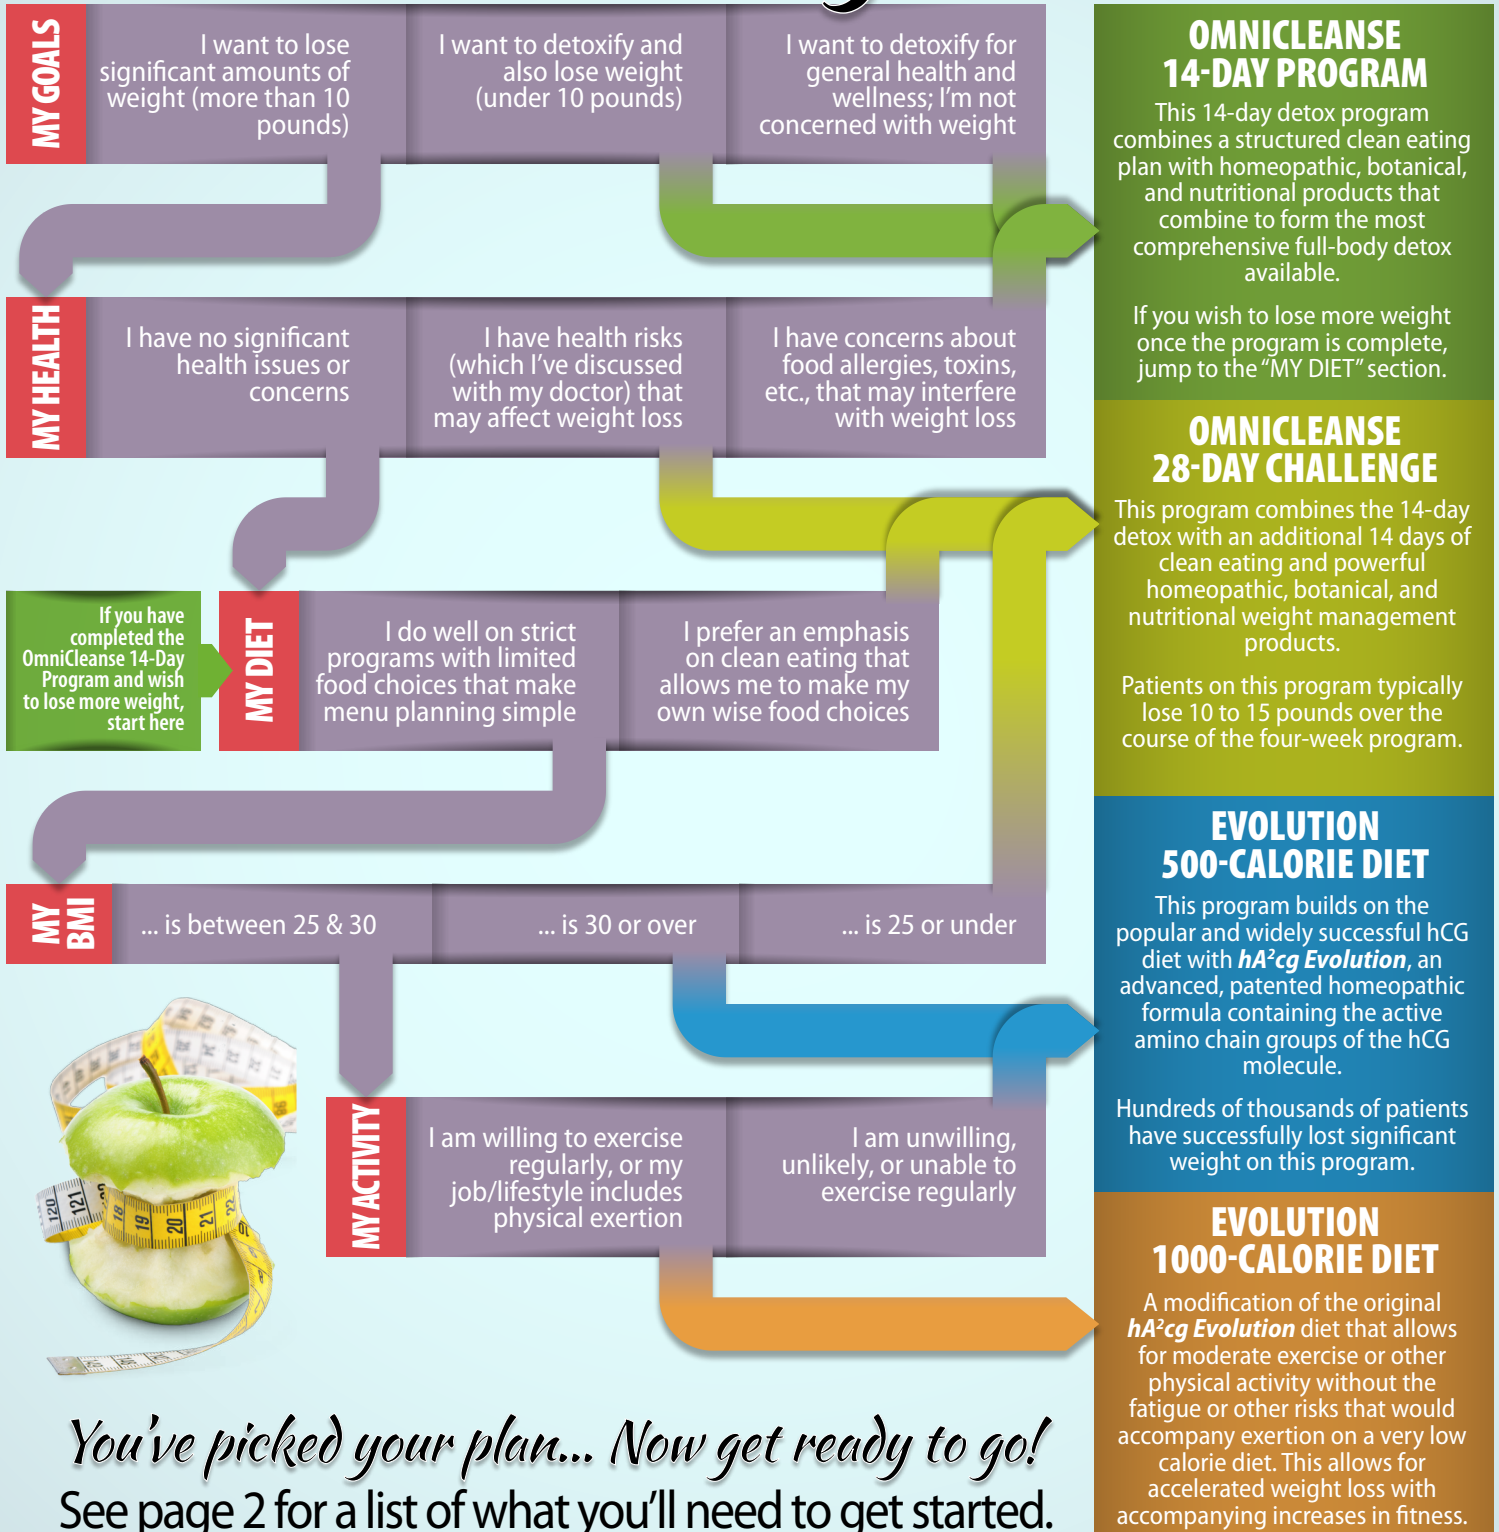 MY GOALS
I want to lose
significant amounts of
weight (more than 10
pounds)
I want to detoxify and
also lose weight
(under 10 pounds)
I want to detoxify for
general health and
wellness; I'm not
concerned with weight
MY HEALTH
I have no significant
health issues or
concerns
I have health risks
(which I've discussed
with my doctor) that
may affect weight loss
I have concerns about
food allergies, toxins,
etc., that may interfere
with weight loss
If you have
completed the
OmniCleanse 14-Day
Program and wish
to lose more weight,
start here
MY DIET
I do well on strict
programs with limited
food choices that make
menu planning simple
I prefer an emphasis
on clean eating that
allows me to make my
own wise food choices
MY
BMI
... is between 25 & 30
... is 30 or over
... is 25 or under
MY ACTIVITY
I am willing to exercise
regularly, or my
job/lifestyle includes
physical exertion
I am unwilling,
unlikely, or unable to
exercise regularly
120 121
18 19 20 21 22
You've picked your plan... Now get ready to go!
See page 2 for a list of what you'll need to get started.
OMNICLEANSE
14-DAY PROGRAM
This 14-day detox program
combines a structured clean eating
plan with homeopathic, botanical,
and nutritional products that
combine to form the most
comprehensive full-body detox
available.
If you wish to lose more weight
once the program is complete,
jump to the “MY DIET” section.
OMNICLEANSE
28-DAY CHALLENGE
This program combines the 14-day
detox with an additional 14 days of
clean eating and powerful
homeopathic, botanical, and
nutritional weight management
products.
Patients on this program typically
lose 10 to 15 pounds over the
course of the four-week program.
EVOLUTION
500-CALORIE DIET
This program builds on the
popular and widely successful hCG
diet with hA²cg Evolution, an
advanced, patented homeopathic
formula containing the active
amino chain groups of the hCG
molecule.
Hundreds of thousands of patients
have successfully lost significant
weight on this program.
EVOLUTION
1000-CALORIE DIET
A modification of the original
hA²cg Evolution diet that allows
for moderate exercise or other
physical activity without the
fatigue or other risks that would
accompany exertion on a very low
calorie diet. This allows for
accelerated weight loss with
accompanying increases in fitness.